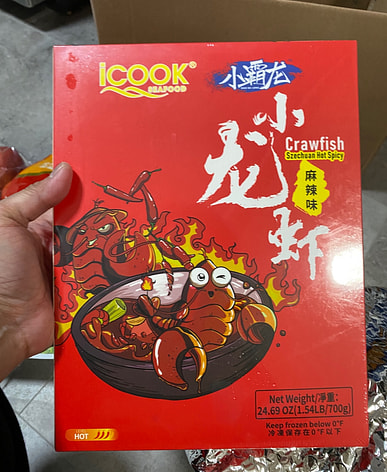 iCOOK®
SEAFOOD
小霸龙
小龙虾
Crawfish
Szechuan Hot Spicy
麻辣味
Net Weight/净重:
24.69 OZ(1.54LB/700g)
Keep frozen below 0°F
冷凍保存在0°F以下
HOT